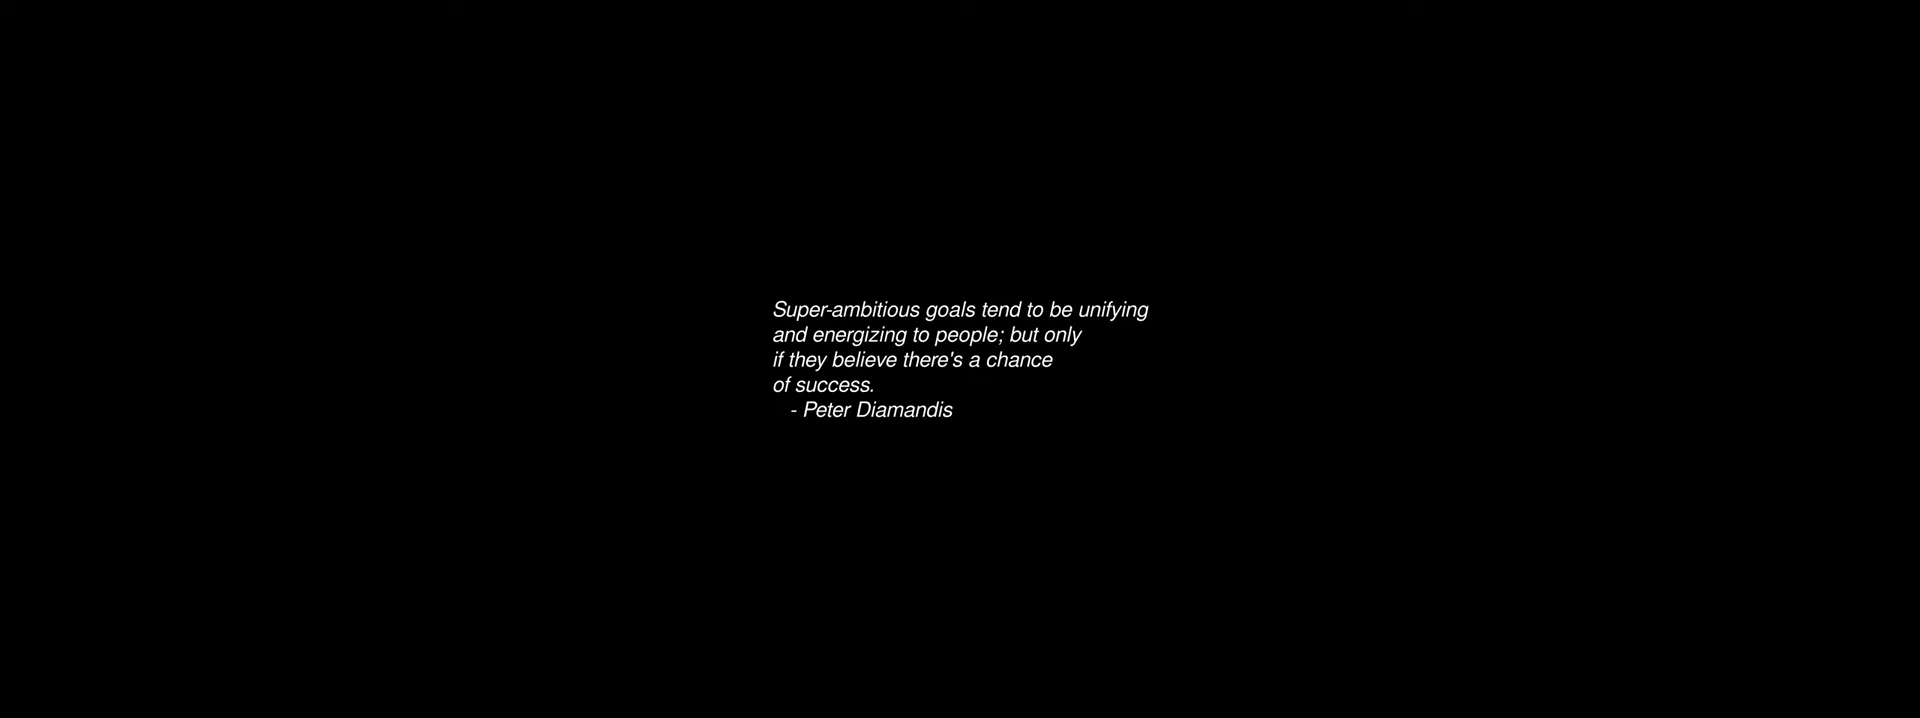 Super-ambitious goals tend to be unifying
and energizing to people; but only
if they believe there's a chance
of success.
- Peter Diamandis